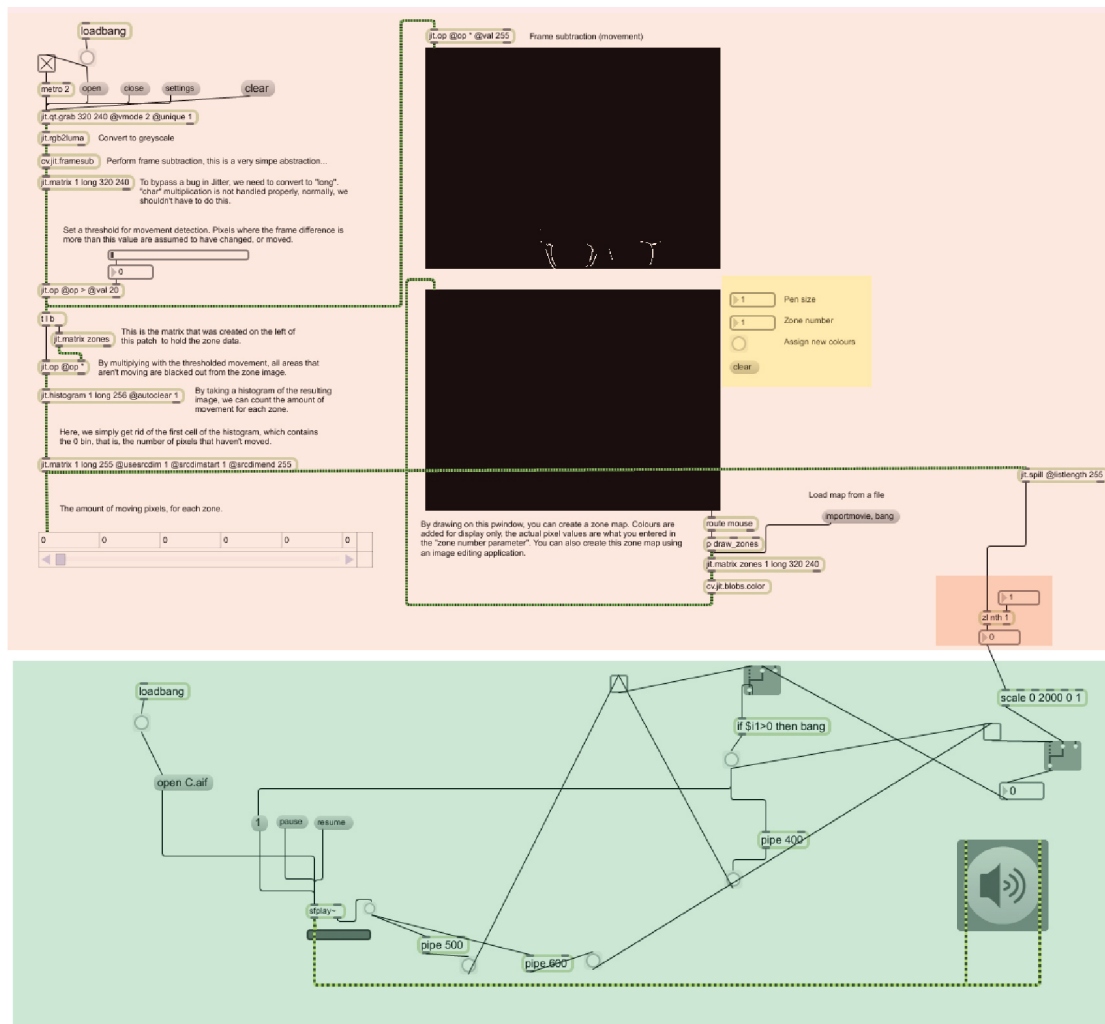 loadbang
metro 2
open
close
settings
clear
jit.qt.grab 320 240 @vmode 2 @unique 1
jit.rgb2luma
Convert to greyscale
cv.jit.framesub
Perform frame subtraction, this is a very simpe abstraction...
jit.matrix 1 long 320 240
To bypass a bug in Jitter, we need to convert to "long".
"char" multiplication is not handled properly, normally, we
shouldn't have to do this.
Set a threshold for movement detection. Pixels where the frame difference is
more than this value are assumed to have changed, or moved.
0
jit.op @op > @val 20
t l b
jit.matrix zones
This is the matrix that was created on the left of
this patch to hold the zone data.
jit.op @op *
By multiplying with the thresholded movement, all areas that
aren't moving are blacked out from the zone image.
jit.histogram 1 long 256 @autoclear 1
By taking a histogram of the resulting
image, we can count the amount of
movement for each zone.
Here, we simply get rid of the first cell of the histogram, which contains
the 0 bin, that is, the number of pixels that haven't moved.
jit.matrix 1 long 255 @usesrcdim 1 @srcdimstart 1 @srcdimend 255
The amount of moving pixels, for each zone.
0 0 0 0 0 0
jit.op @op * @val 255
Frame subtraction (movement)
1 Pen size
1 Zone number
Assign new colours
clear
By drawing on this pwindow, you can create a zone map. Colours are
added for display only, the actual pixel values are what you entered in
the "zone number parameter". You can also create this zone map using
an image editing application.
Load map from a file
importmovie, bang
route mouse
p draw_zones
jit.matrix zones 1 long 320 240
cv.jit.blobs.color
jit.spill @listlength 255
1
zl nth 1
0
loadbang
open C.aif
1
pause
resume
sfplay~
pipe 500
pipe 600
if $i1>0 then bang
pipe 400
scale 0 2000 0 1
0